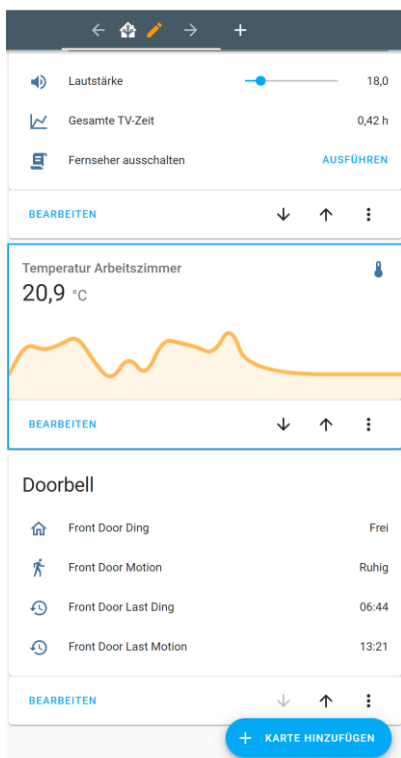 Lautstärke 18,0
Gesamte TV-Zeit 0,42 h
Fernseher ausschalten AUSFÜHREN
BEARBEITEN
Temperatur Arbeitszimmer
20,9 °C
BEARBEITEN
Doorbell
Front Door Ding Frei
Front Door Motion Ruhig
Front Door Last Ding 06:44
Front Door Last Motion 13:21
BEARBEITEN
+ KARTE HINZUFÜGEN